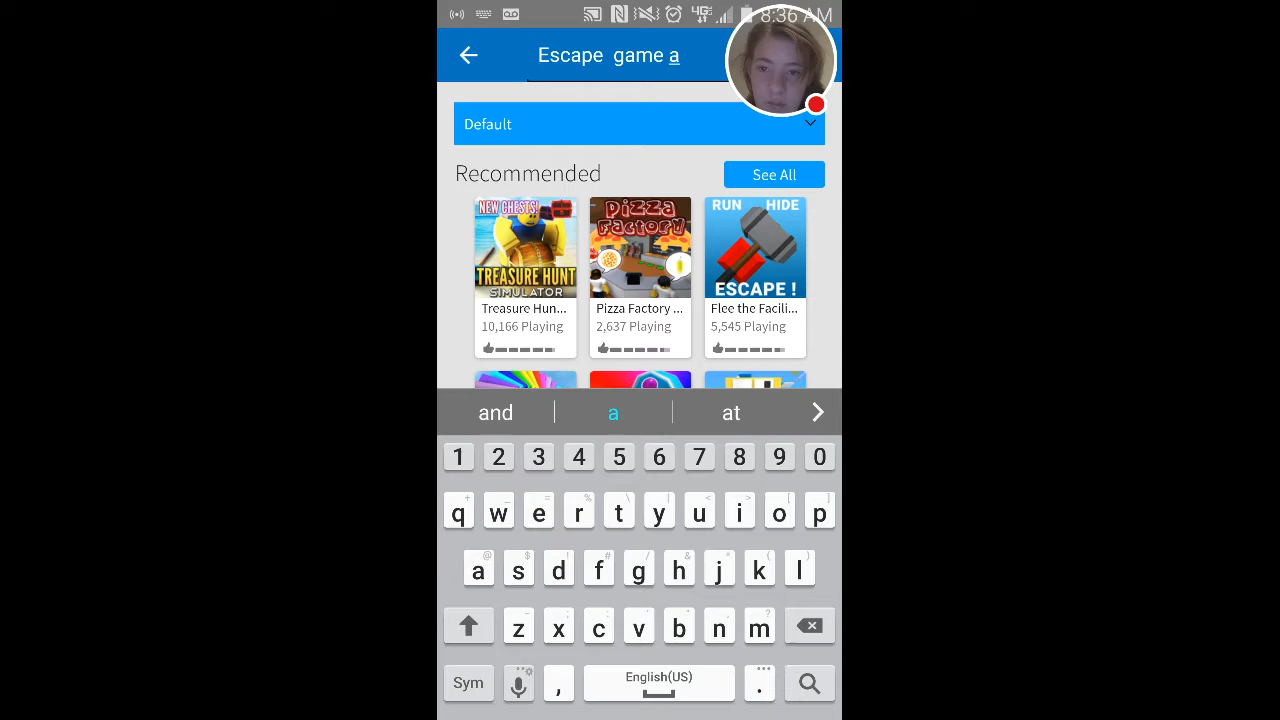 4G 8:36 AM
Escape game a
Default
Recommended
See All
NEW CHESTS!
TREASURE HUNT
SIMULATOR
Pizza
Factory
RUN HIDE
ESCAPE !
Treasure Hun... Pizza Factory ... Flee the Facili...
10,166 Playing 2,637 Playing 5,545 Playing
and a at
1 2 3 4 5 6 7 8 9 0
q w e r t y u i o p
a s d f g h j k l
z x c v b n m
Sym , English(US) .